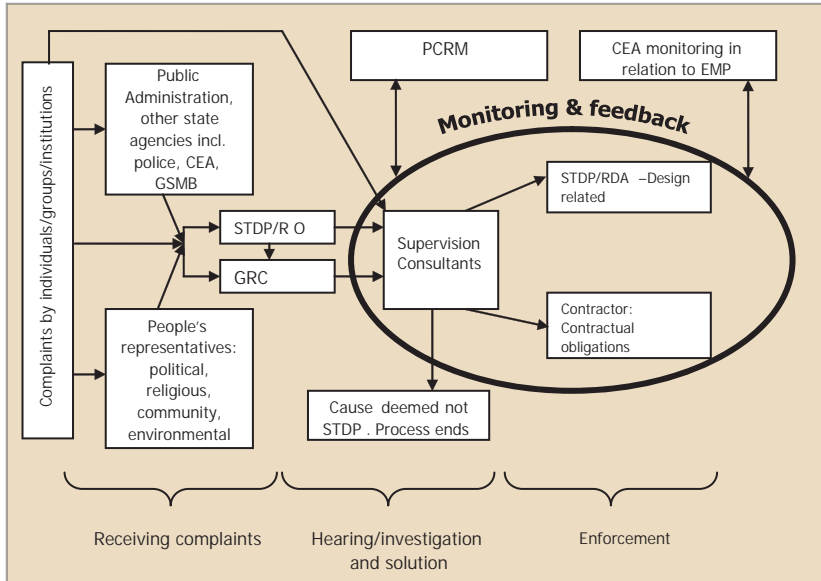 Complaints by individuals/groups/institutions
Public
Administration,
other state
agencies incl.
police, CEA,
GSMB
People's
representatives:
political,
religious,
community,
environmental
STDP/R O
GRC
PCRM
CEA monitoring in
relation to EMP
Monitoring & feedback
Supervision
Consultants
STDP/RDA –Design
related
Contractor:
Contractual
obligations
Cause deemed not
STDP . Process ends
Receiving complaints
Hearing/investigation
and solution
Enforcement